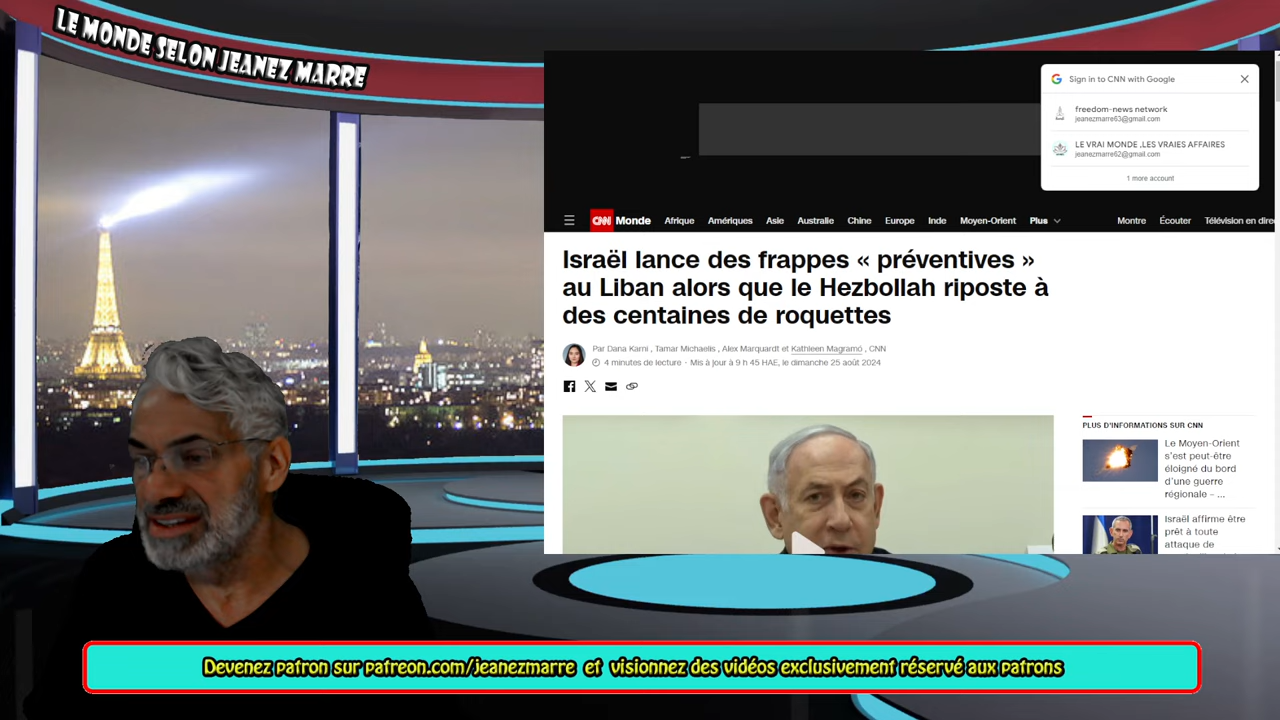 LE MONDE SELON JEANEZ MARRE
Sign in to CNN with Google
freedom-news network
jeanezmarre63@gmail.com
LE VRAI MONDE ,LES VRAIES AFFAIRES
jeanezmarre62@gmail.com
1 more account
CNN Monde Afrique Amériques Asie Australie Chine Europe Inde Moyen-Orient Plus Montre Écouter Télévision en direc
Israël lance des frappes « préventives »
au Liban alors que le Hezbollah riposte à
des centaines de roquettes
Par Dana Karni , Tamar Michaelis , Alex Marquardt et Kathleen Magramo , CNN
4 minutes de lecture · Mis à jour à 9 h 45 HAE, le dimanche 25 août 2024
PLUS D'INFORMATIONS SUR CNN
Le Moyen-Orient
s'est peut-être
éloigné du bord
d'une guerre
régionale – ...
Israël affirme être
prêt à toute
attaque de
Devenez patron sur patreon.com/jeanezmarre et visionnez des vidéos exclusivement réservé aux patrons